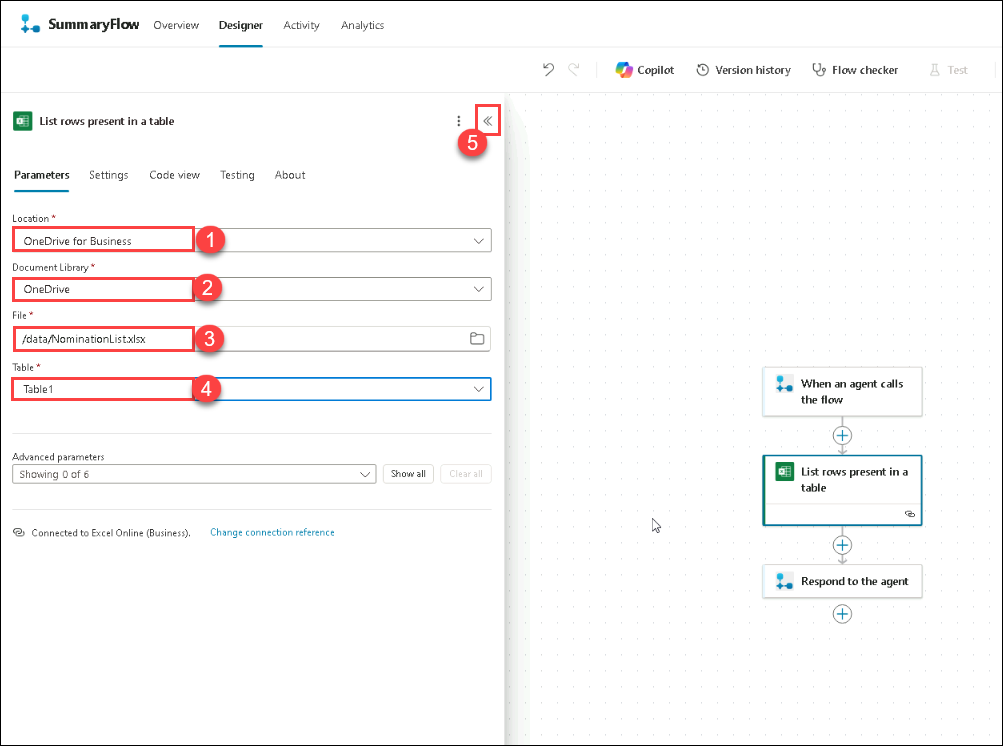 SummaryFlow Overview Designer Activity Analytics
Copilot Version history Flow checker Test
List rows present in a table
5
Parameters Settings Code view Testing About
Location *
OneDrive for Business 1
Document Library *
OneDrive 2
File *
/data/NominationList.xlsx 3
Table *
Table1 4
Advanced parameters
Showing 0 of 6 Show all Clear all
Connected to Excel Online (Business). Change connection reference
When an agent calls
the flow
List rows present in a
table
Respond to the agent